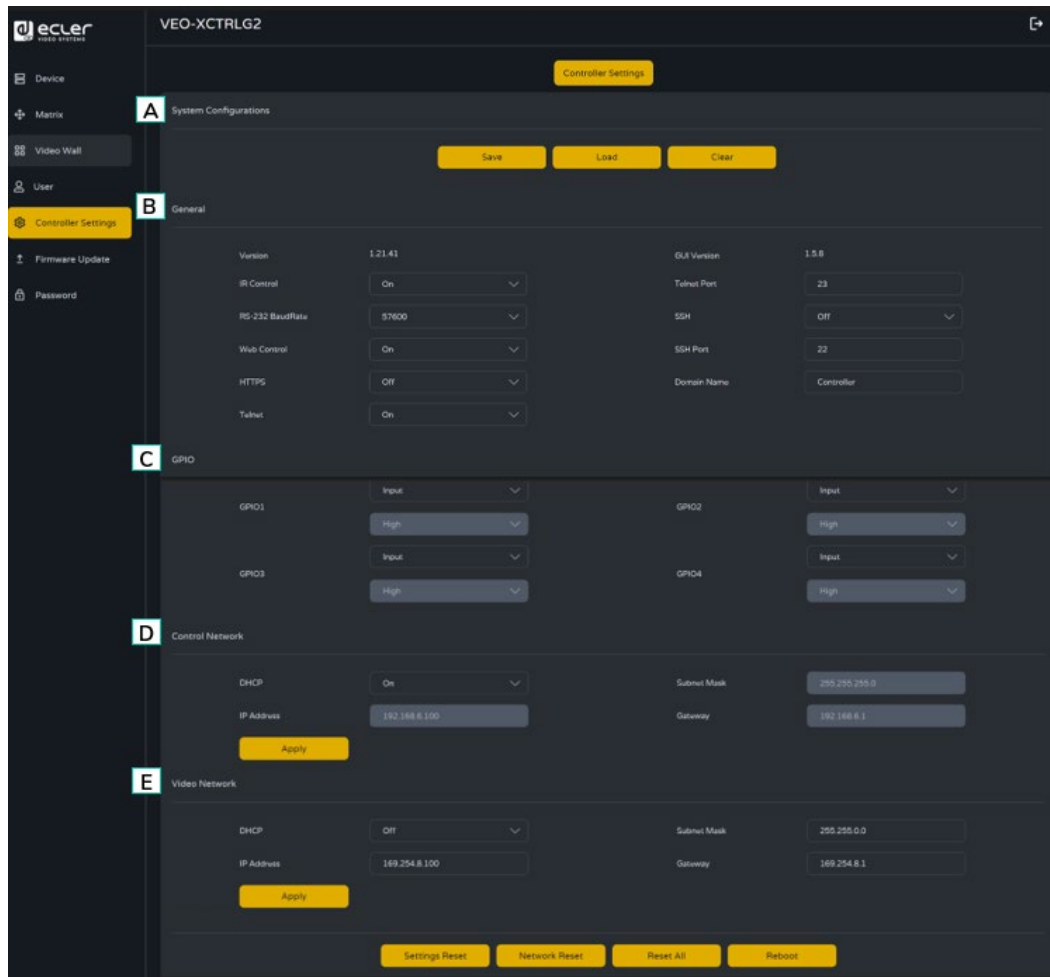 ecler
VIDEO SYSTEMS
VEO-XCTRLG2
Device
Matrix
Video Wall
User
Controller Settings
Firmware Update
Password
Controller Settings
A System Configurations
Save Load Clear
B General
Version 1.21.41 GUI Version 1.5.8
IR Control On Telnet Port 23
RS-232 BaudRate 57600 SSH Off
Web Control On SSH Port 22
HTTPS Off Domain Name Controller
Telnet On
C GPIO
GPIO1 Input High GPIO2 Input High
GPIO3 Input High GPIO4 Input High
D Control Network
DHCP On Subnet Mask 255.255.255.0
IP Address 192.168.6.100 Gateway 192.168.6.1
Apply
E Video Network
DHCP Off Subnet Mask 255.255.0.0
IP Address 169.254.8.100 Gateway 169.254.8.1
Apply
Settings Reset Network Reset Reset All Reboot